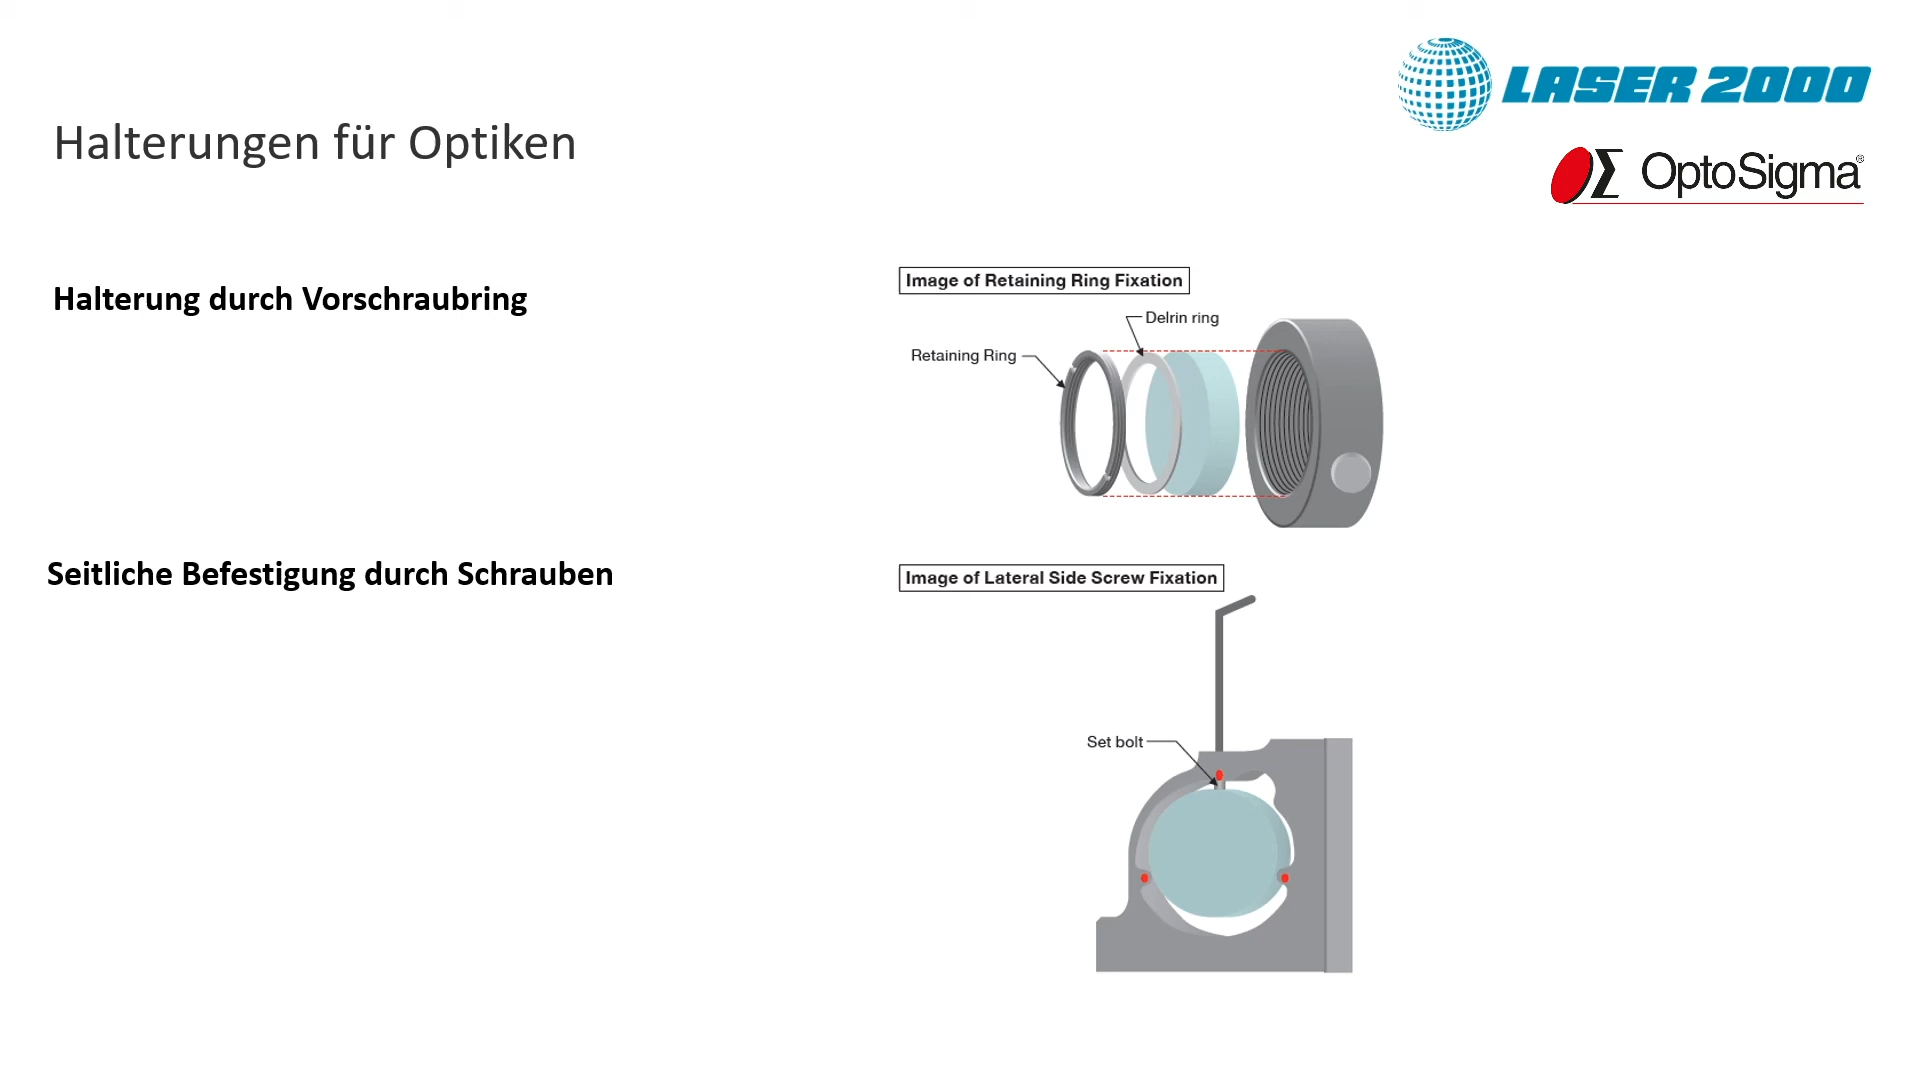 LASER 2000
Halterungen für Optiken
OptoSigma®
Halterung durch Vorschraubring
Image of Retaining Ring Fixation
Delrin ring
Retaining Ring
Seitliche Befestigung durch Schrauben
Image of Lateral Side Screw Fixation
Set bolt